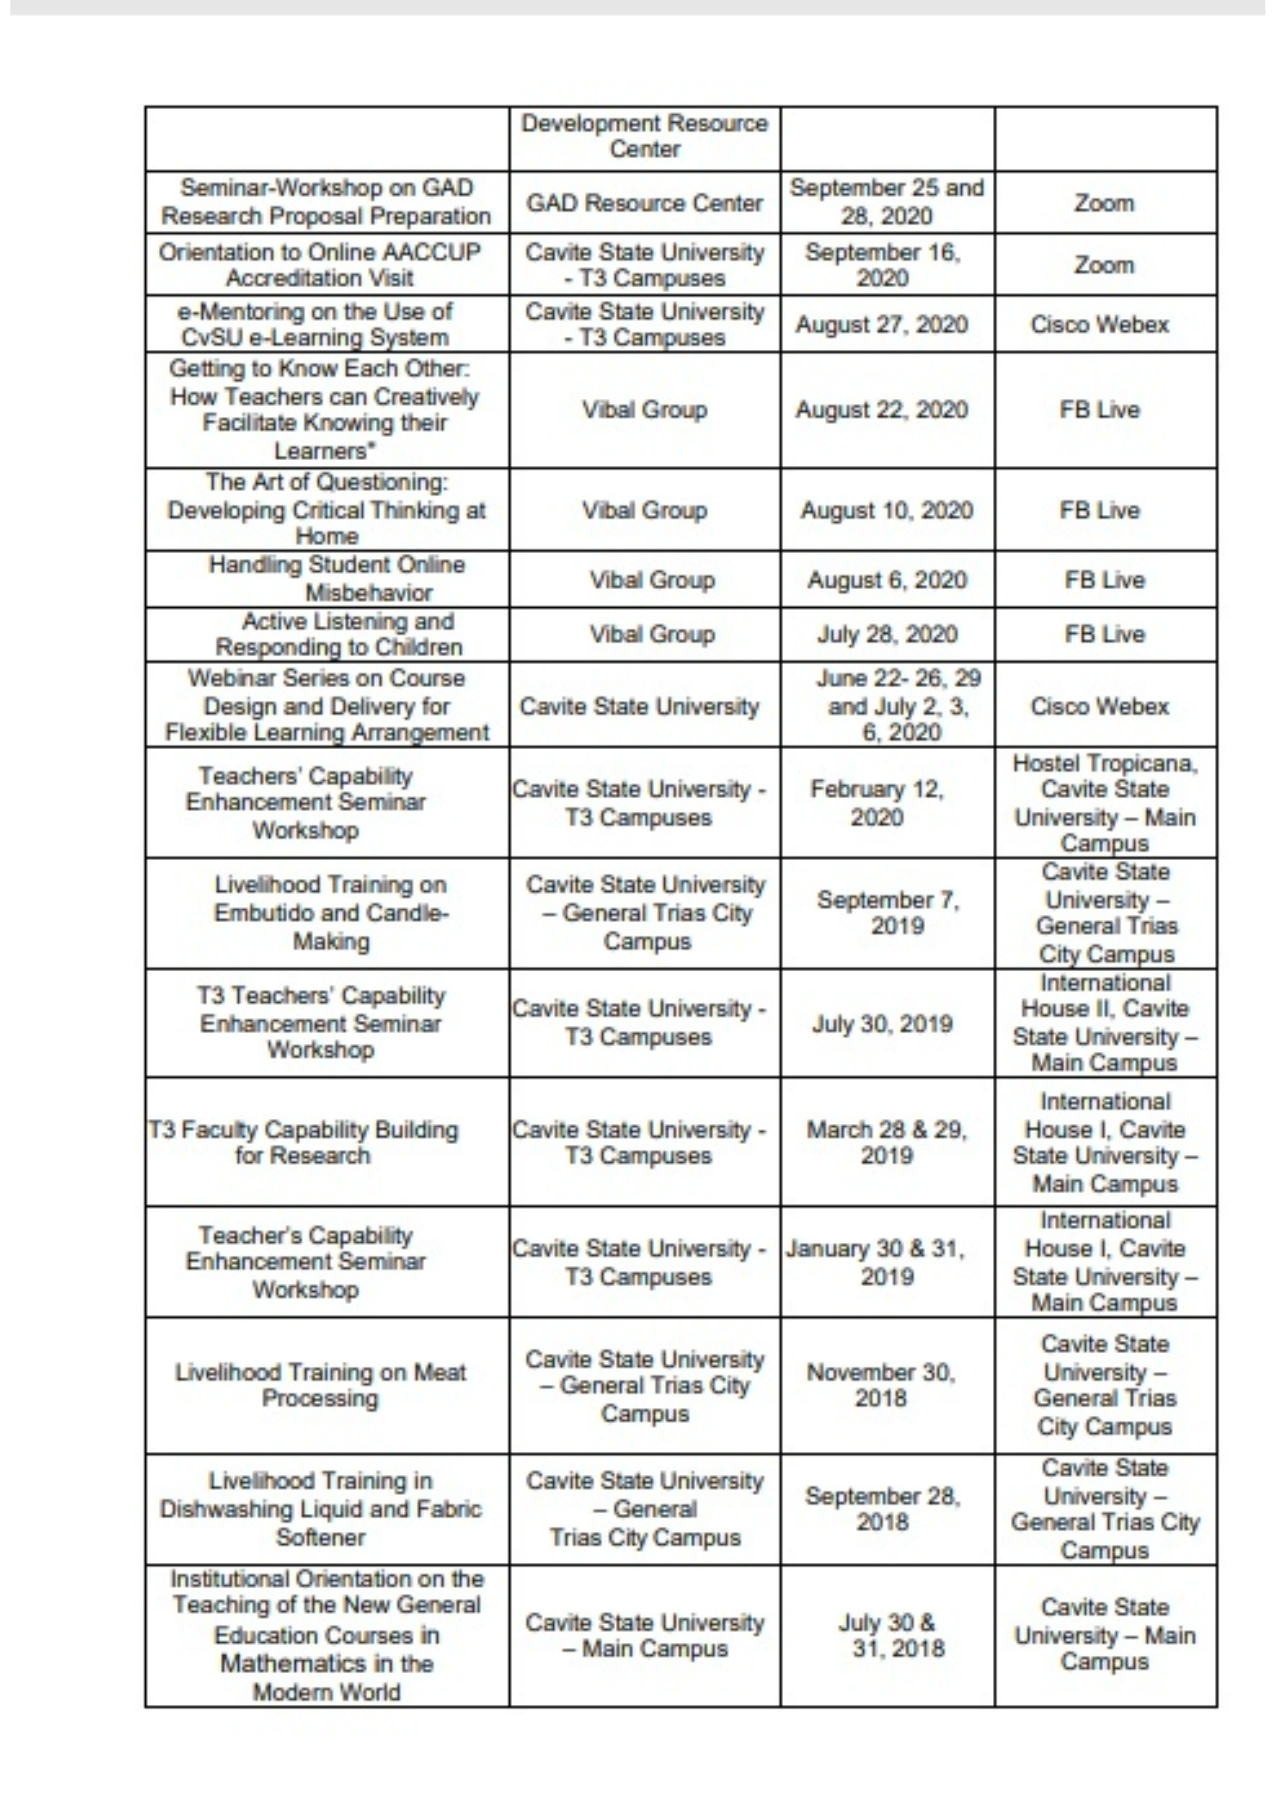 Development Resource
Center
Seminar-Workshop on GAD
Research Proposal Preparation
GAD Resource Center
September 25 and
28, 2020
Zoom
Orientation to Online AACCUP
Accreditation Visit
Cavite State University
- T3 Campuses
September 16,
2020
Zoom
e-Mentoring on the Use of
CvSU e-Learning System
Cavite State University
- T3 Campuses
August 27, 2020
Cisco Webex
Getting to Know Each Other:
How Teachers can Creatively
Facilitate Knowing their
Learners"
Vibal Group
August 22, 2020
FB Live
The Art of Questioning:
Developing Critical Thinking at
Home
Vibal Group
August 10, 2020
FB Live
Handling Student Online
Misbehavior
Vibal Group
August 6, 2020
FB Live
Active Listening and
Responding to Children
Vibal Group
July 28, 2020
FB Live
Webinar Series on Course
Design and Delivery for
Flexible Learning Arrangement
Cavite State University
June 22- 26, 29
and July 2, 3,
6, 2020
Cisco Webex
Teachers’ Capability
Enhancement Seminar
Workshop
Cavite State University -
T3 Campuses
February 12,
2020
Hostel Tropicana,
Cavite State
University – Main
Campus
Livelihood Training on
Embutido and Candle-
Making
Cavite State University
– General Trias City
Campus
September 7,
2019
Cavite State
University –
General Trias
City Campus
T3 Teachers’ Capability
Enhancement Seminar
Workshop
Cavite State University -
T3 Campuses
July 30, 2019
International
House II, Cavite
State University –
Main Campus
T3 Faculty Capability Building
for Research
Cavite State University -
T3 Campuses
March 28 & 29,
2019
International
House I, Cavite
State University –
Main Campus
Teacher’s Capability
Enhancement Seminar
Workshop
Cavite State University -
T3 Campuses
January 30 & 31,
2019
International
House I, Cavite
State University –
Main Campus
Livelihood Training on Meat
Processing
Cavite State University
– General Trias City
Campus
November 30,
2018
Cavite State
University –
General Trias
City Campus
Livelihood Training in
Dishwashing Liquid and Fabric
Softener
Cavite State University
– General
Trias City Campus
September 28,
2018
Cavite State
University –
General Trias City
Campus
Institutional Orientation on the
Teaching of the New General
Education Courses in
Mathematics in the
Modern World
Cavite State University
– Main Campus
July 30 &
31, 2018
Cavite State
University – Main
Campus